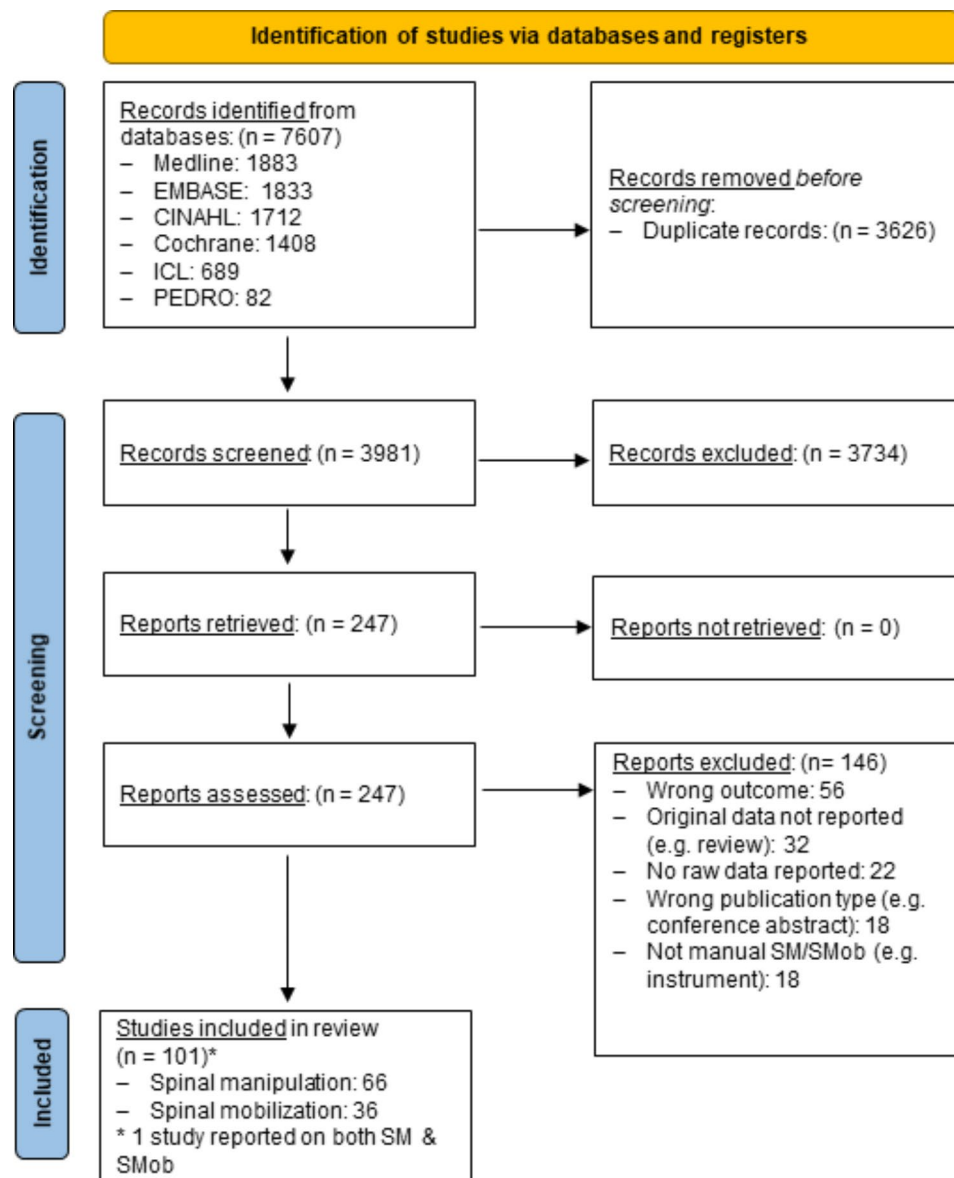 Identification of studies via databases and registers
Identification
Records identified from
databases: (n = 7607)
– Medline: 1883
– EMBASE: 1833
– CINAHL: 1712
– Cochrane: 1408
– ICL: 689
– PEDRO: 82
Records removed before
screening:
– Duplicate records: (n = 3626)
Screening
Records screened: (n = 3981)
Records excluded: (n = 3734)
Reports retrieved: (n = 247)
Reports not retrieved: (n = 0)
Reports assessed: (n = 247)
Reports excluded: (n= 146)
– Wrong outcome: 56
– Original data not reported
(e.g. review): 32
– No raw data reported: 22
– Wrong publication type (e.g.
conference abstract): 18
– Not manual SM/SMob (e.g.
instrument): 18
Included
Studies included in review
(n = 101)*
– Spinal manipulation: 66
– Spinal mobilization: 36
* 1 study reported on both SM &
SMob